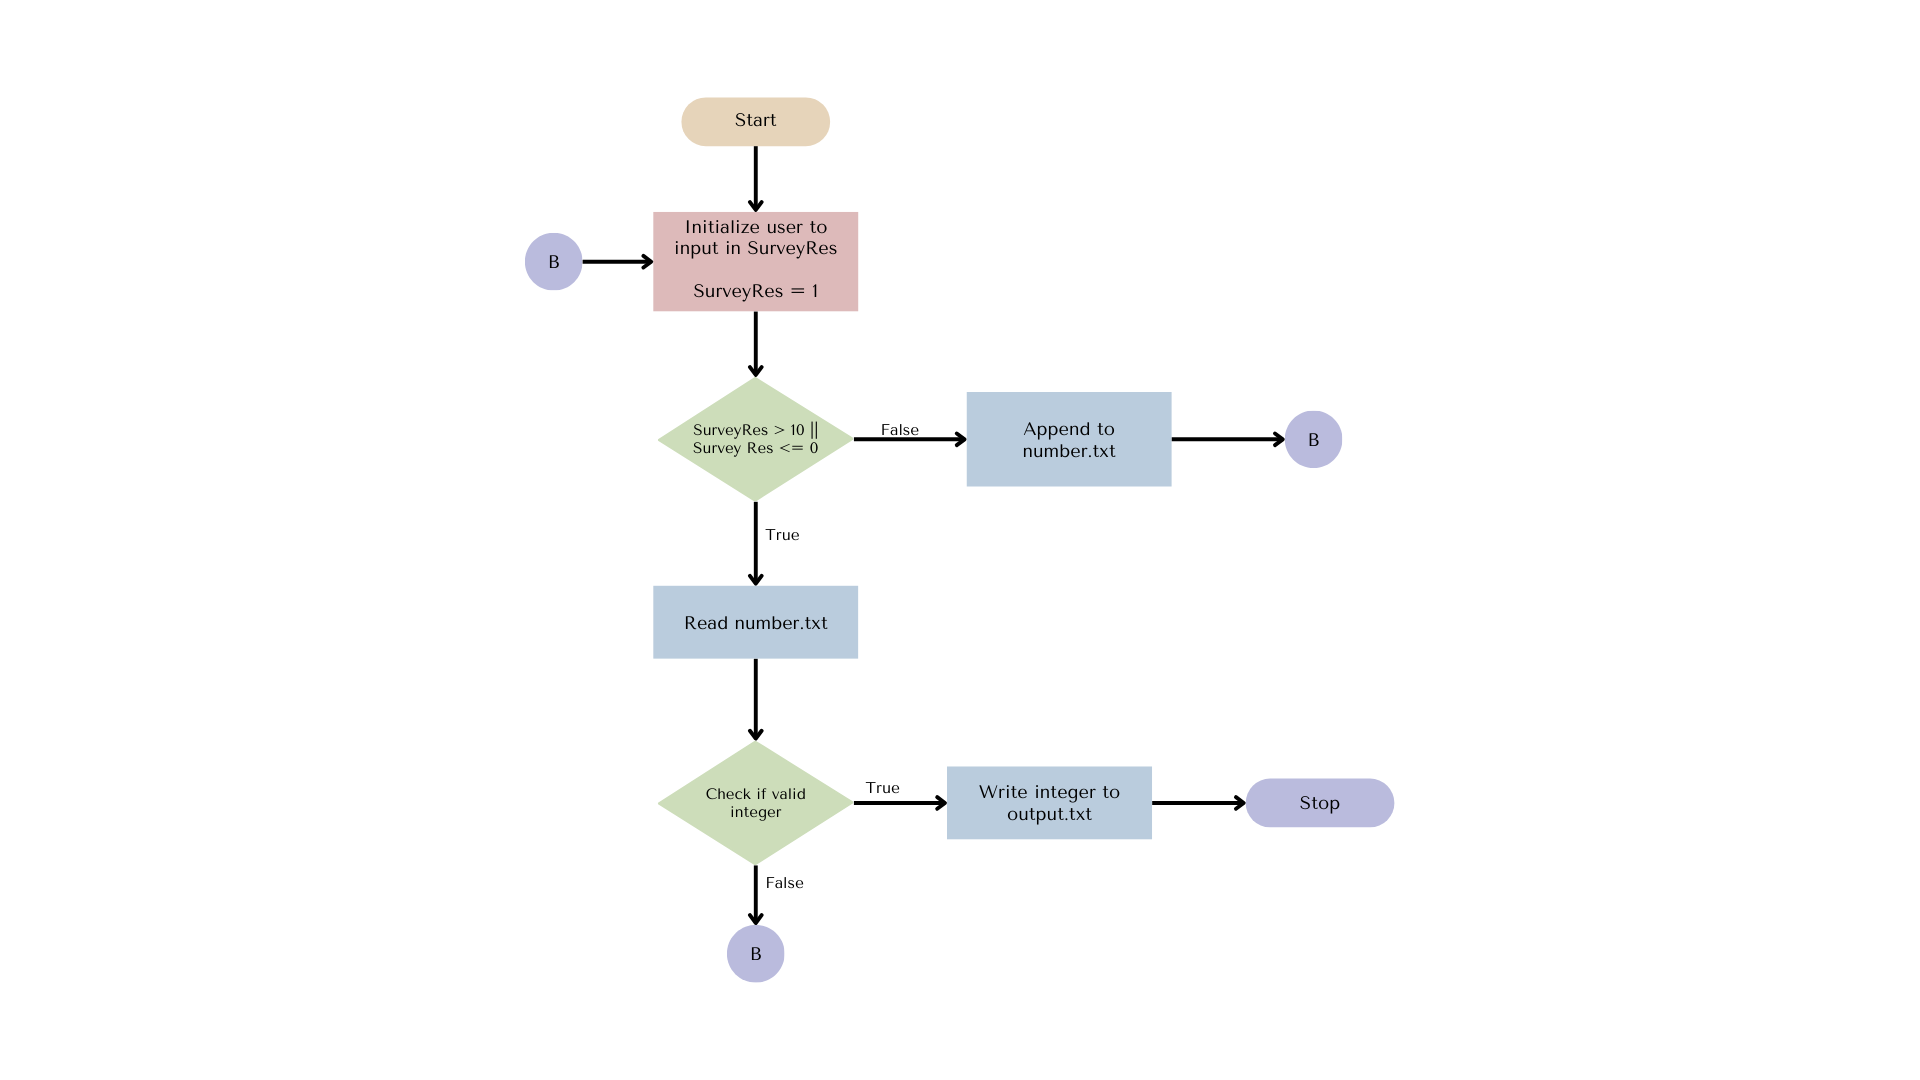 Start
Initialize user to
input in SurveyRes
SurveyRes = 1
B
SurveyRes > 10 ||
Survey Res <= 0
False
Append to
number.txt
B
True
Read number.txt
Check if valid
integer
True
Write integer to
output.txt
Stop
False
B